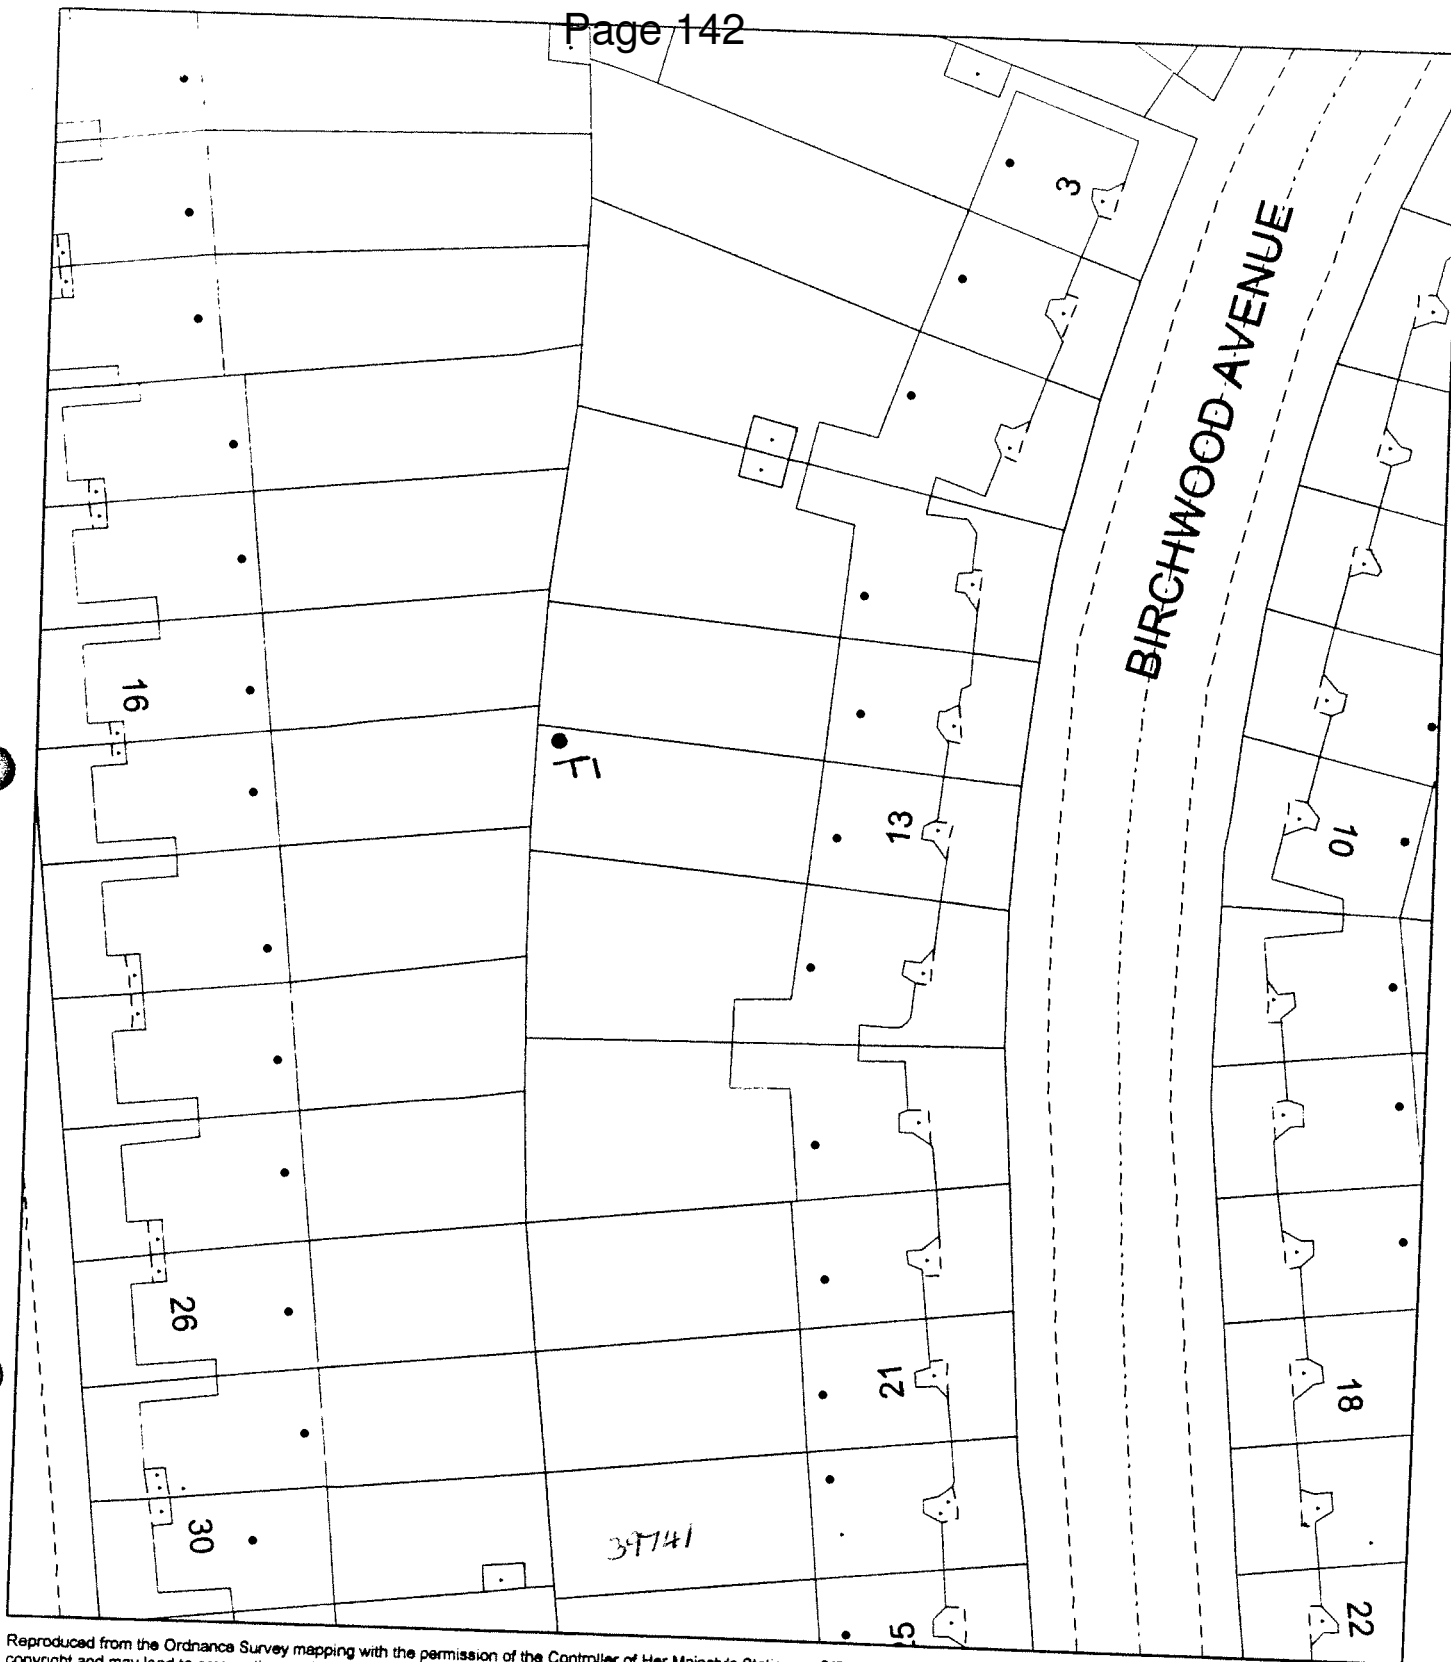 Page 142
3
BIRCHWOOD AVENUE
16
F
13
10
26
21
18
30
39741
22
Reproduced from the Ordnance Survey mapping with the permission of the Controller of Her Majesty's